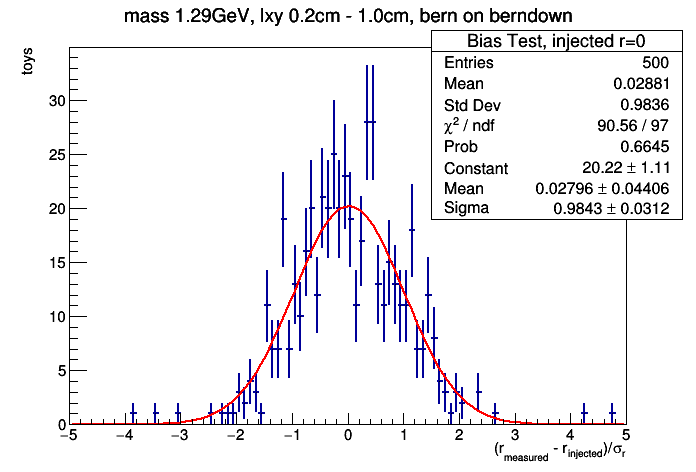 mass 1.29GeV, lxy 0.2cm - 1.0cm, bern on berndown
Bias Test, injected r=0
Entries 500
Mean 0.02881
Std Dev 0.9836
χ² / ndf 90.56 / 97
Prob 0.6645
Constant 20.22 ± 1.11
Mean 0.02796 ± 0.04406
Sigma 0.9843 ± 0.0312
toys
30
25
20
15
10
5
0
−5 −4 −3 −2 −1 0 1 2 3 4 5
(r_measured - r_injected)/σ_r